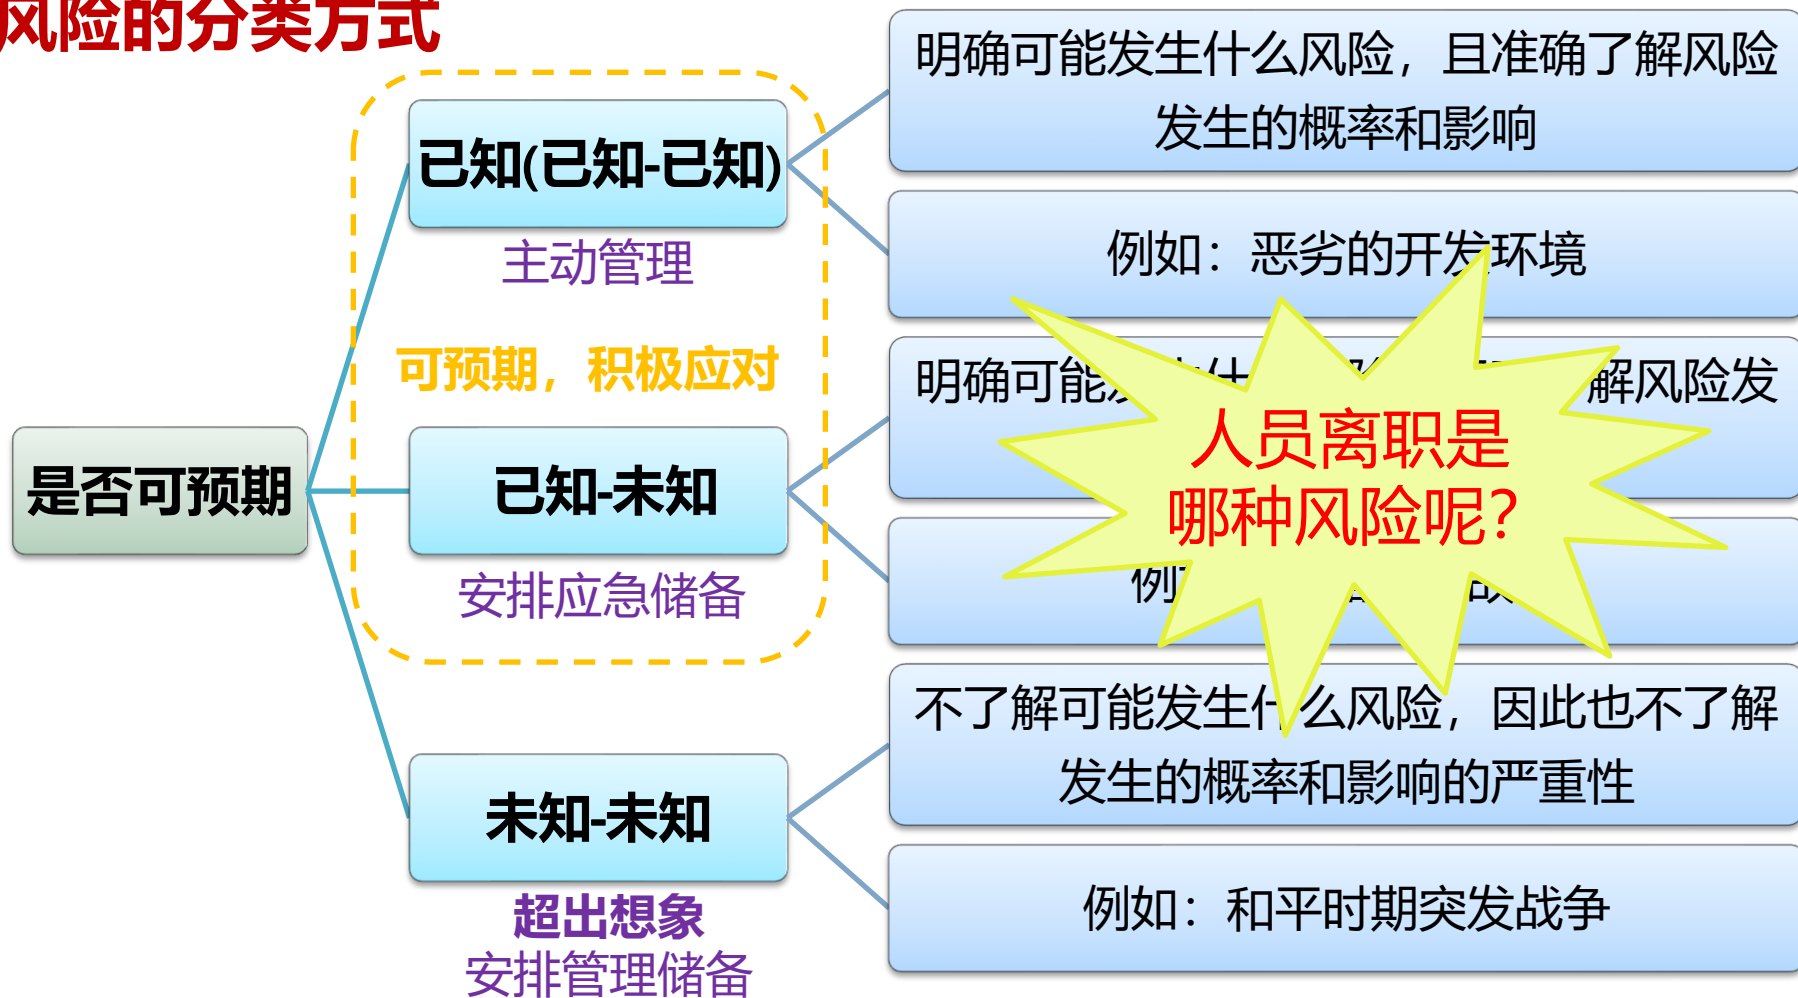 风险的分类方式
明确可能发生什么风险，且准确了解风险
发生的概率和影响
已知(已知-已知)
主动管理
例如：恶劣的开发环境
可预期，积极应对
明确可能
解风险发
人员离职是
哪种风险呢？
是否可预期
已知-未知
安排应急储备
不了解可能发生什么风险，因此也不了解
发生的概率和影响的严重性
未知-未知
超出想象
安排管理储备
例如：和平时期突发战争